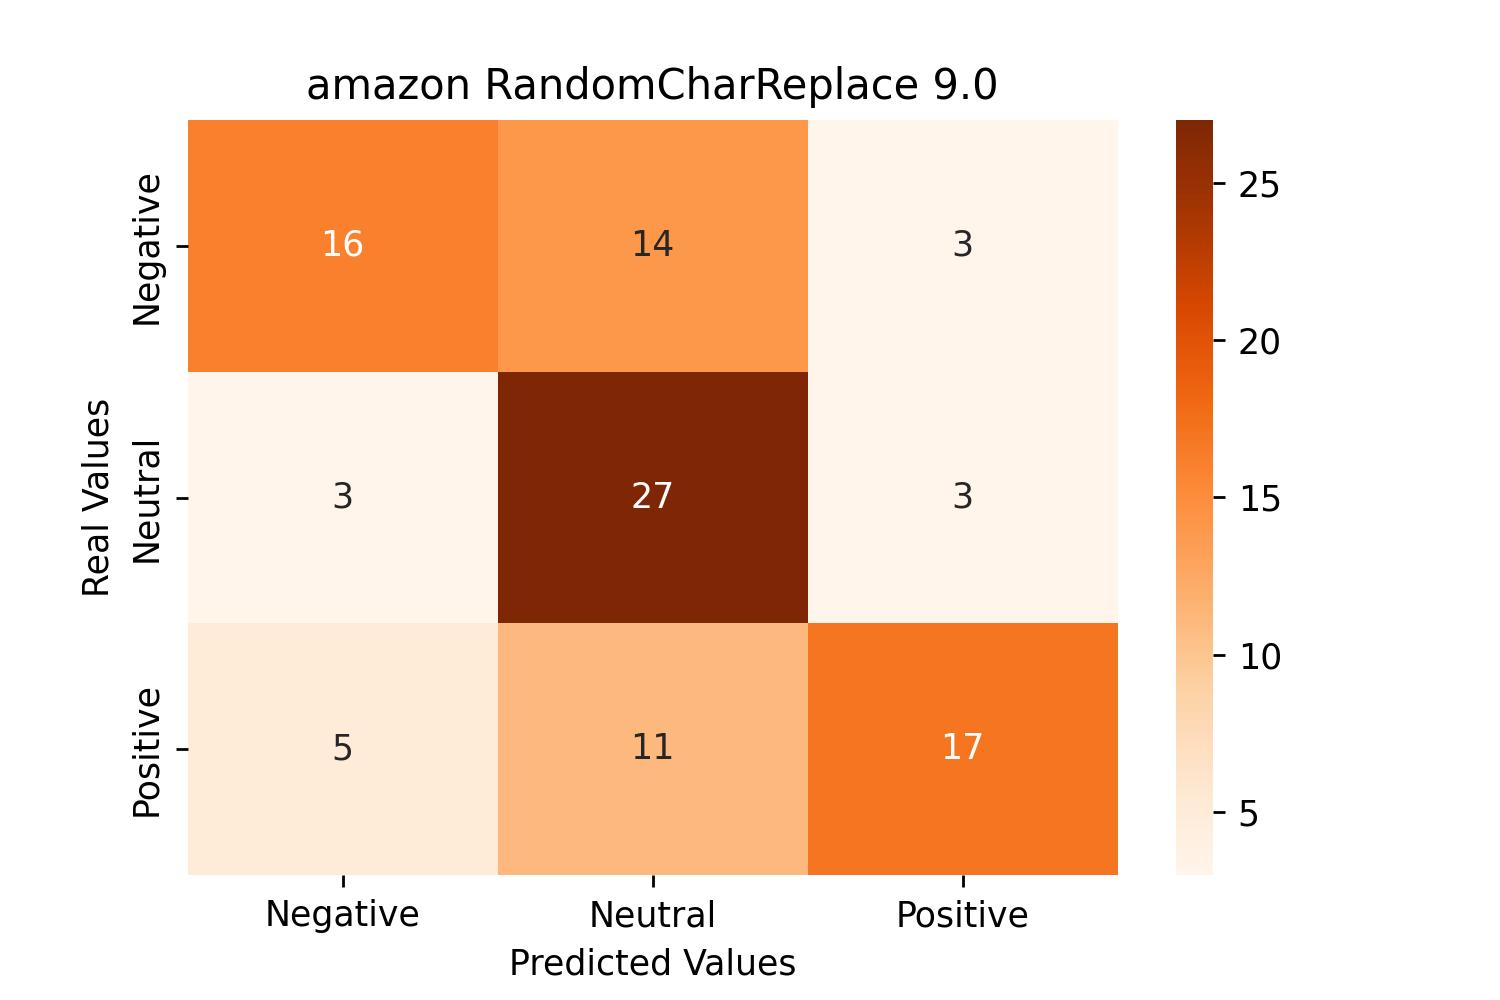 amazon RandomCharReplace 9.0
Real Values
Negative
16 14 3
Neutral
3 27 3
Positive
5 11 17
Negative Neutral Positive
Predicted Values
25
20
15
10
5